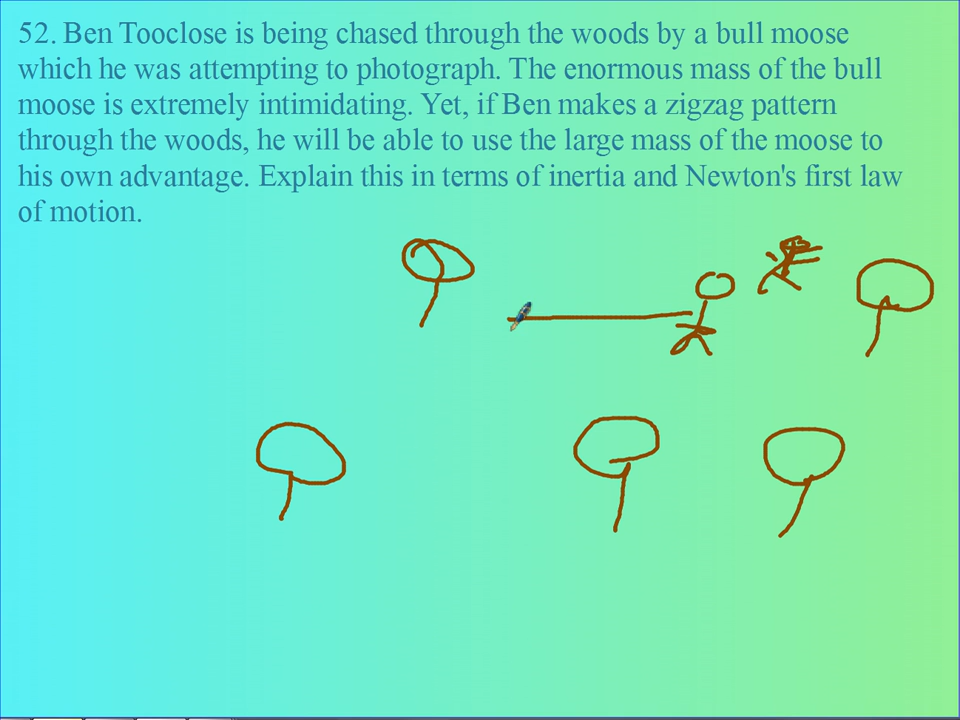 52. Ben Tooclose is being chased through the woods by a bull moose
which he was attempting to photograph. The enormous mass of the bull
moose is extremely intimidating. Yet, if Ben makes a zigzag pattern
through the woods, he will be able to use the large mass of the moose to
his own advantage. Explain this in terms of inertia and Newton's first law
of motion.